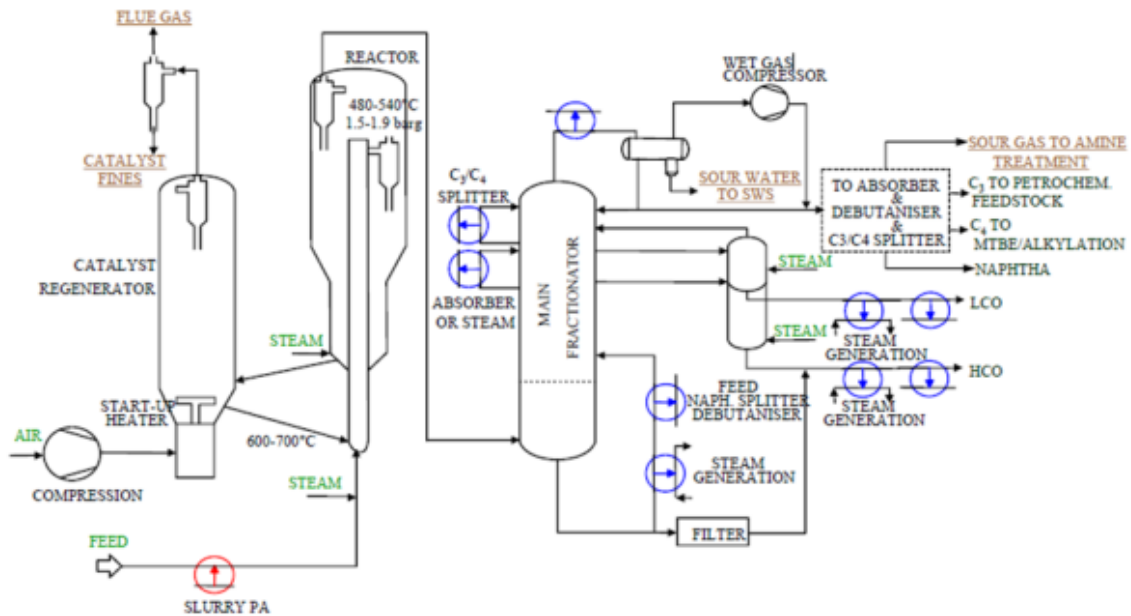 FLUE GAS
CATALYST
FINES
CATALYST
REGENERATOR
START-UP
HEATER
AIR
COMPRESSION
600-700°C
FEED
SLURRY PA
STEAM
STEAM
REACTOR
480-540°C
1.5-1.9 barg
C3/C4
SPLITTER
ABSORBER
OR STEAM
MAIN
FRACTIONATOR
WET GAS
COMPRESSOR
SOUR WATER
TO SWS
STEAM
STEAM
FEED
NAPH. SPLITTER
DEBUTANISER
STEAM
GENERATION
FILTER
TO ABSORBER
&
DEBUTANISER
&
C3/C4 SPLITTER
SOUR GAS TO AMINE
TREATMENT
C3 TO PETROCHEM.
FEEDSTOCK
C4 TO
MTBE/ALKYLATION
NAPHTHA
LCO
STEAM
GENERATION
HCO
STEAM
GENERATION